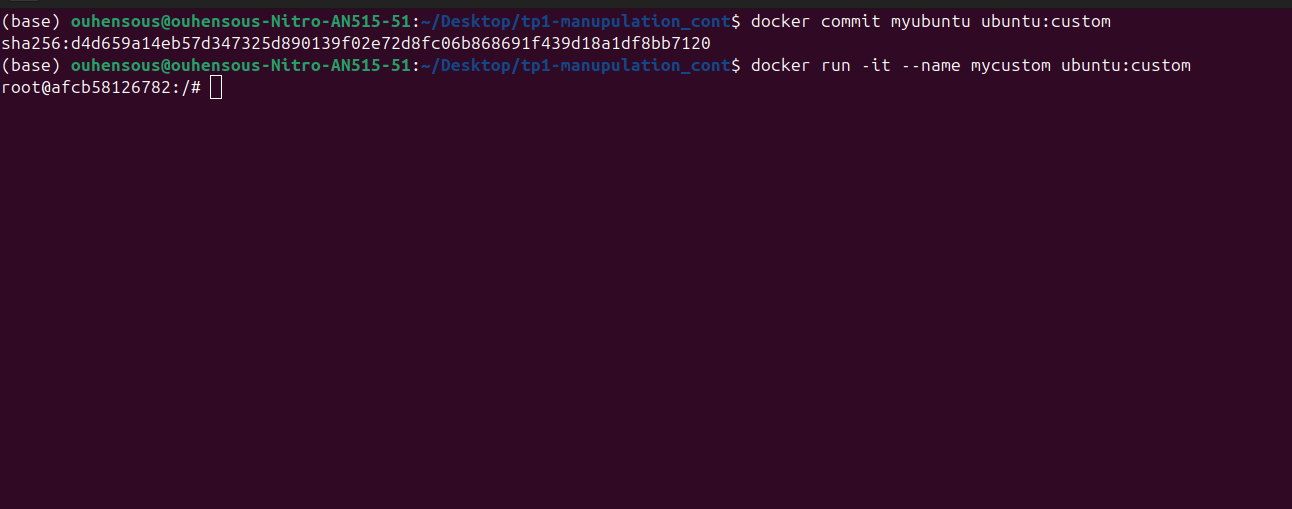 (base) ouhensous@ouhensous-Nitro-AN515-51:~/Desktop/tp1-manupulation_cont$ docker commit myubuntu ubuntu:custom
sha256:d4d659a14eb57d347325d890139f02e72d8fc06b868691f439d18a1df8bb7120
(base) ouhensous@ouhensous-Nitro-AN515-51:~/Desktop/tp1-manupulation_cont$ docker run -it --name mycustom ubuntu:custom
root@afcb58126782:/#